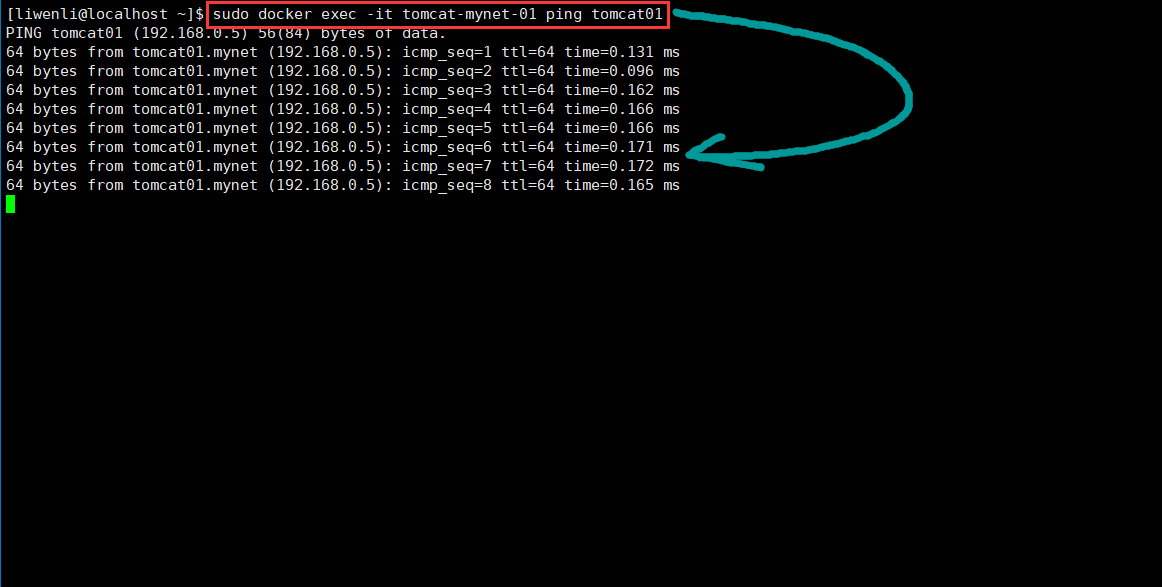 [liwenli@localhost ~]$ sudo docker exec -it tomcat-mynet-01 ping tomcat01
PING tomcat01 (192.168.0.5) 56(84) bytes of data.
64 bytes from tomcat01.mynet (192.168.0.5): icmp_seq=1 ttl=64 time=0.131 ms
64 bytes from tomcat01.mynet (192.168.0.5): icmp_seq=2 ttl=64 time=0.096 ms
64 bytes from tomcat01.mynet (192.168.0.5): icmp_seq=3 ttl=64 time=0.162 ms
64 bytes from tomcat01.mynet (192.168.0.5): icmp_seq=4 ttl=64 time=0.166 ms
64 bytes from tomcat01.mynet (192.168.0.5): icmp_seq=5 ttl=64 time=0.166 ms
64 bytes from tomcat01.mynet (192.168.0.5): icmp_seq=6 ttl=64 time=0.171 ms
64 bytes from tomcat01.mynet (192.168.0.5): icmp_seq=7 ttl=64 time=0.172 ms
64 bytes from tomcat01.mynet (192.168.0.5): icmp_seq=8 ttl=64 time=0.165 ms